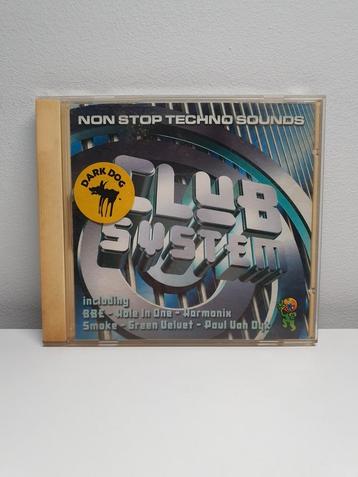 NON STOP TECHNO SOUNDS
DARK DOG
CLUB
SYSTEM
including
BBE - Hole In One - Harmonix
Smoke - Green Velvet - Paul Van Dyk